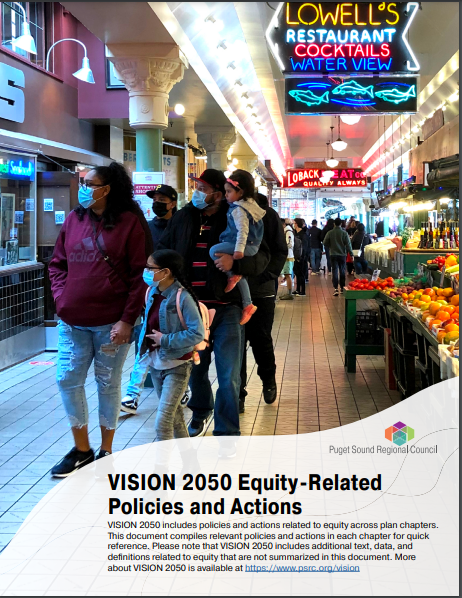 LOWELL'S
RESTAURANT
COCKTAILS
WATER VIEW
LOBACK MEAT CO.
QUALITY ALWAYS
adidas
Puget Sound Regional Council
VISION 2050 Equity-Related
Policies and Actions
VISION 2050 includes policies and actions related to equity across plan chapters.
This document compiles relevant policies and actions in each chapter for quick
reference. Please note that VISION 2050 includes additional text, data, and
definitions related to equity that are not summarized in this document. More
about VISION 2050 is available at https://www.psrc.org/vision